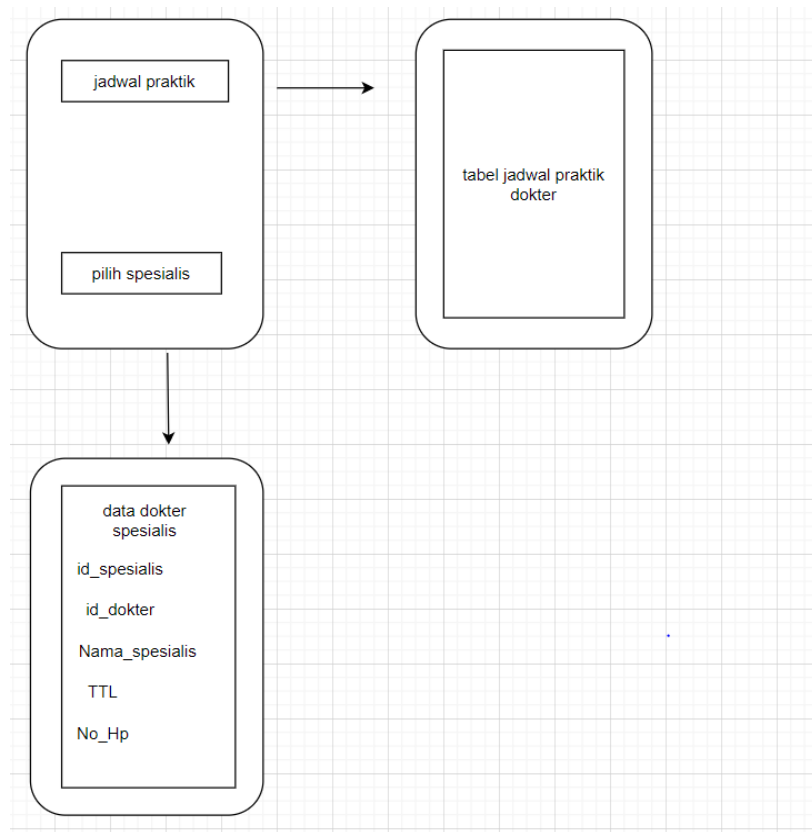 jadwal praktik
pilih spesialis
tabel jadwal praktik
dokter
data dokter
spesialis
id_spesialis
id_dokter
Nama_spesialis
TTL
No_Hp